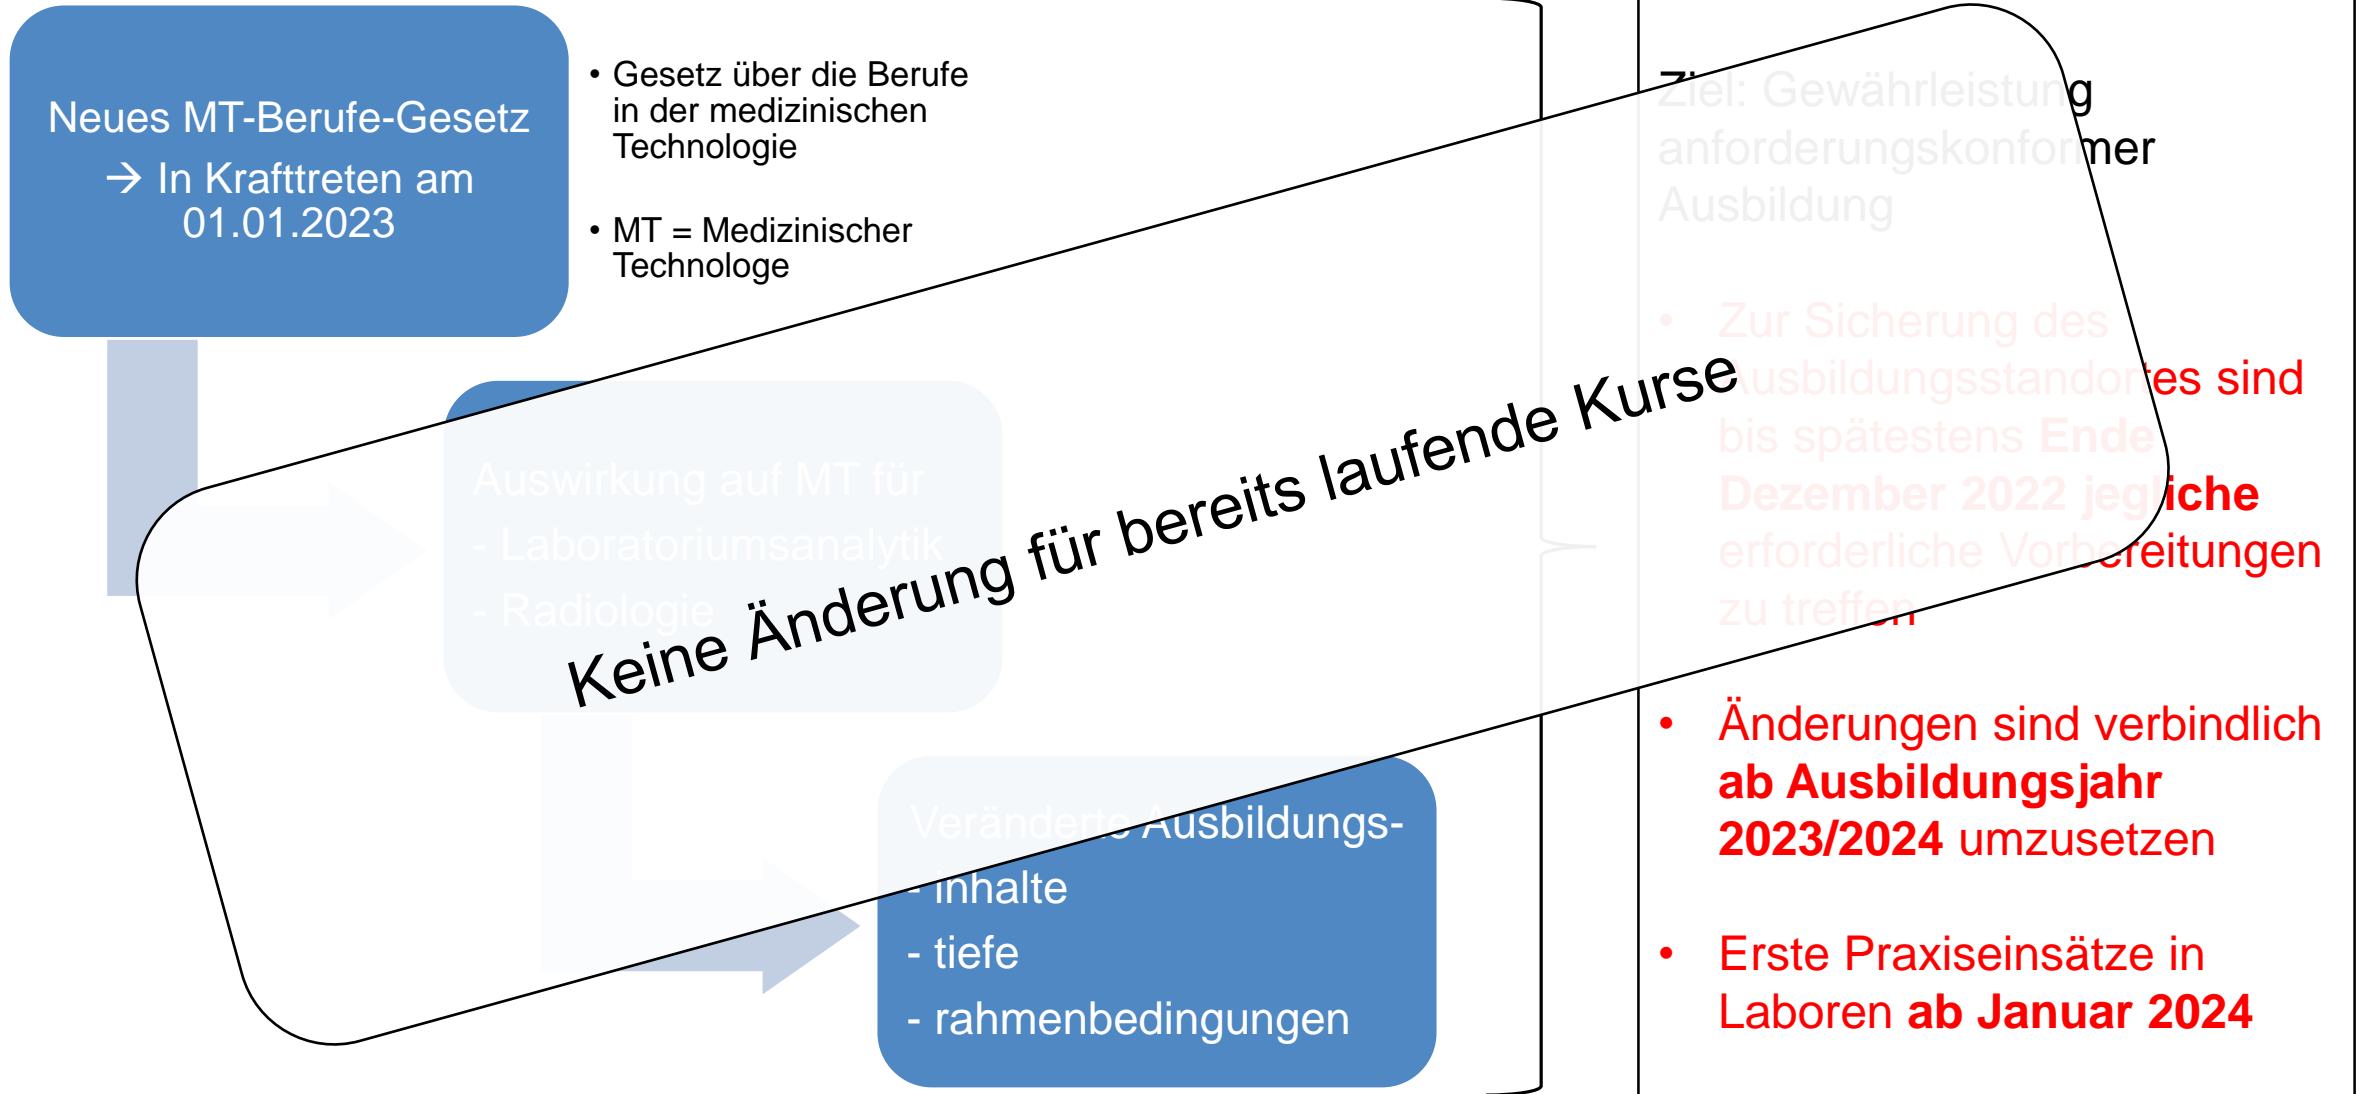 Neues MT-Berufe-Gesetz
→ In Krafttreten am
01.01.2023
• Gesetz über die Berufe
in der medizinischen
Technologie
• MT = Medizinischer
Technologe
Auswirkung auf MT für
- Laboratoriumsanalytik
- Radiologie
Veränderte Ausbildungs-
- inhalte
- tiefe
- rahmenbedingungen
Keine Änderung für bereits laufende Kurse
Ziel: Gewährleistung
anforderungskonformer
Ausbildung
• Zur Sicherung des
Ausbildungsstandortes sind
bis spätestens Ende
Dezember 2022 jegliche
erforderliche Vorbereitungen
zu treffen
• Änderungen sind verbindlich
ab Ausbildungsjahr
2023/2024 umzusetzen
• Erste Praxiseinsätze in
Laboren ab Januar 2024